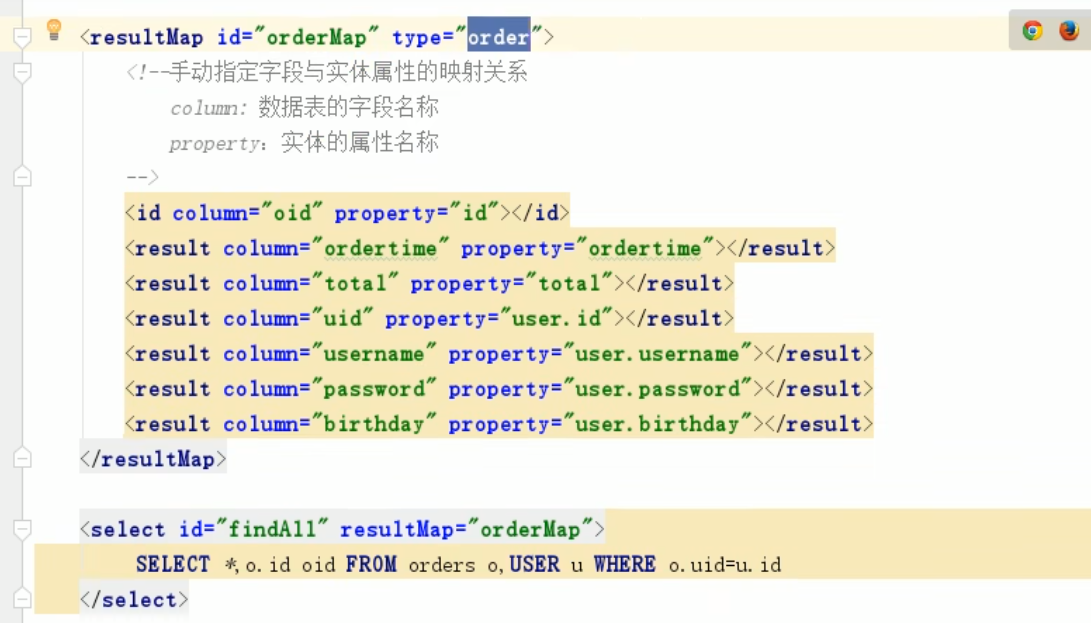 <resultMap id="orderMap" type="order">
<!--手动指定字段与实体属性的映射关系
column: 数据表的字段名称
property：实体的属性名称
-->
<id column="oid" property="id"></id>
<result column="ordertime" property="ordertime"></result>
<result column="total" property="total"></result>
<result column="uid" property="user.id"></result>
<result column="username" property="user.username"></result>
<result column="password" property="user.password"></result>
<result column="birthday" property="user.birthday"></result>
</resultMap>
<select id="findAll" resultMap="orderMap">
SELECT *,o.id oid FROM orders o,USER u WHERE o.uid=u.id
</select>